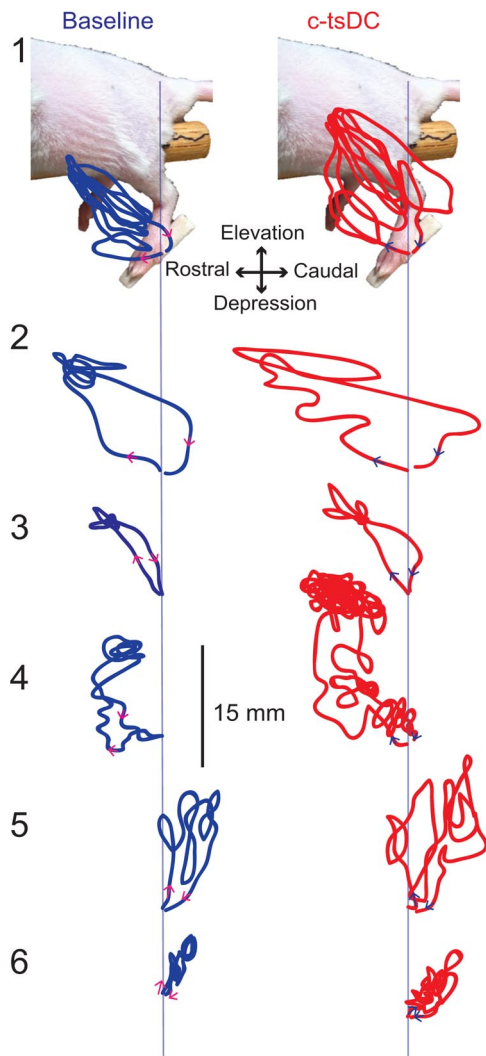 Baseline c-tsDC
1
Elevation
Rostral Caudal
Depression
2
3
4
15 mm
5
6